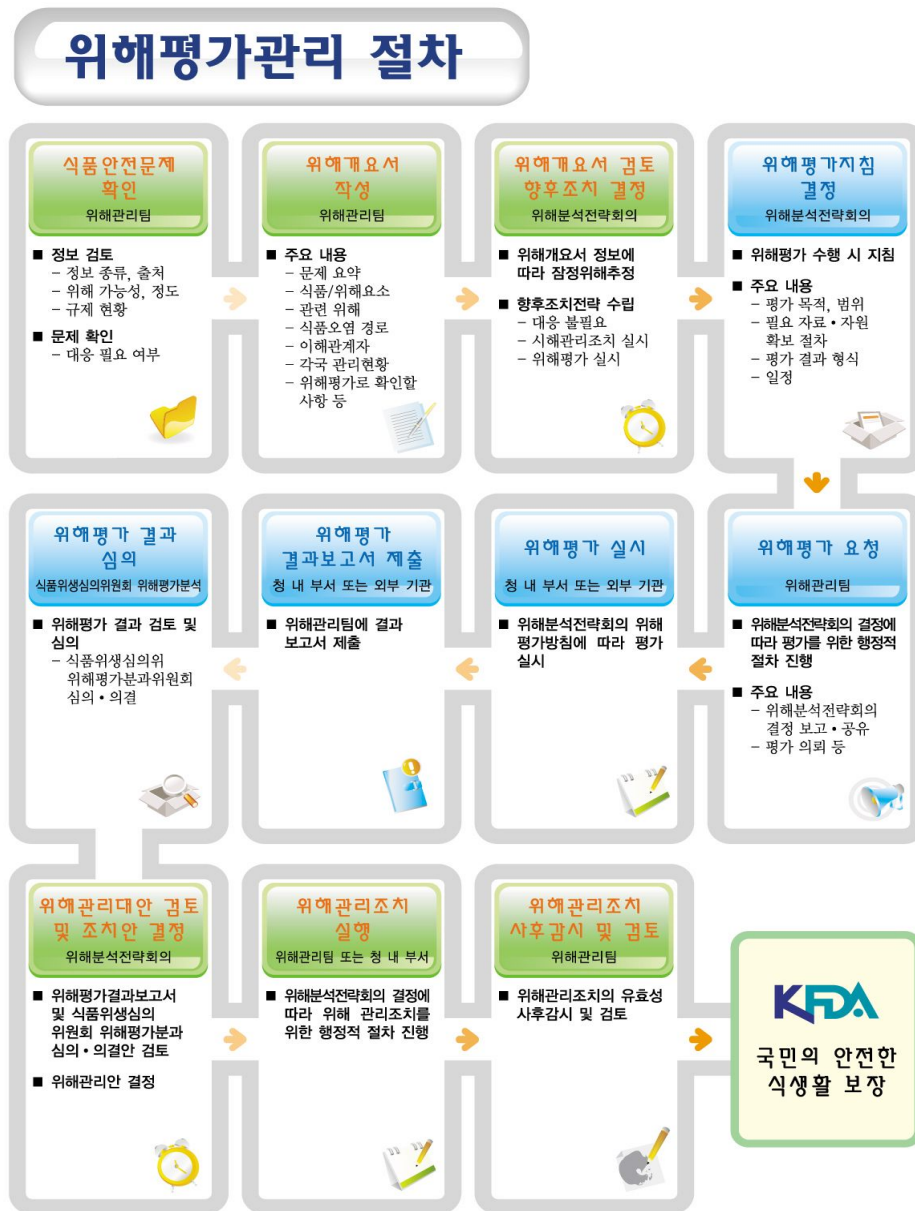 위해평가관리 절차
식품안전문제
확인
위해관리팀
■ 정보 검토
– 정보 종류, 출처
– 위해 가능성, 정도
– 규제 현황
■ 문제 확인
– 대응 필요 여부
위해개요서
작성
위해관리팀
■ 주요 내용
– 문제 요약
– 식품/위해요소
– 관련 위해
– 식품오염 경로
– 이해관계자
– 각국 관리현황
– 위해평가로 확인할
사항 등
위해개요서 검토
향후조치 결정
위해분석전략회의
■ 위해개요서 정보에
따라 잠정위해추정
■ 향후조치전략 수립
– 대응 불필요
– 시해관리조치 실시
– 위해평가 실시
위해평가지침
결정
위해분석전략회의
■ 위해평가 수행 시 지침
■ 주요 내용
– 평가 목적, 범위
– 필요 자료•자원
확보 절차
– 평가 결과 형식
– 일정
위해평가 요청
위해관리팀
■ 위해분석전략회의 결정에
따라 평가를 위한 행정적
절차 진행
■ 주요 내용
– 위해분석전략회의
결정 보고•공유
– 평가 의뢰 등
위해평가 실시
청 내 부서 또는 외부 기관
■ 위해분석전략회의 위해
평가방침에 따라 평가
실시
위해평가
결과보고서 제출
청 내 부서 또는 외부 기관
■ 위해관리팀에 결과
보고서 제출
위해평가 결과
심의
식품위생심의위원회 위해평가분석
■ 위해평가 결과 검토 및
심의
– 식품위생심의위
위해평가분과위원회
심의•의결
위해관리대안 검토
및 조치안 결정
위해분석전략회의
■ 위해평가결과보고서
및 식품위생심의
위원회 위해평가분과
심의•의결안 검토
■ 위해관리안 결정
위해관리조치
실행
위해관리팀 또는 청 내 부서
■ 위해분석전략회의 결정에
따라 위해 관리조치를
위한 행정적 절차 진행
위해관리조치
사후감시 및 검토
위해관리팀
■ 위해관리조치의 유효성
사후감시 및 검토
KFDA
국민의 안전한
식생활 보장